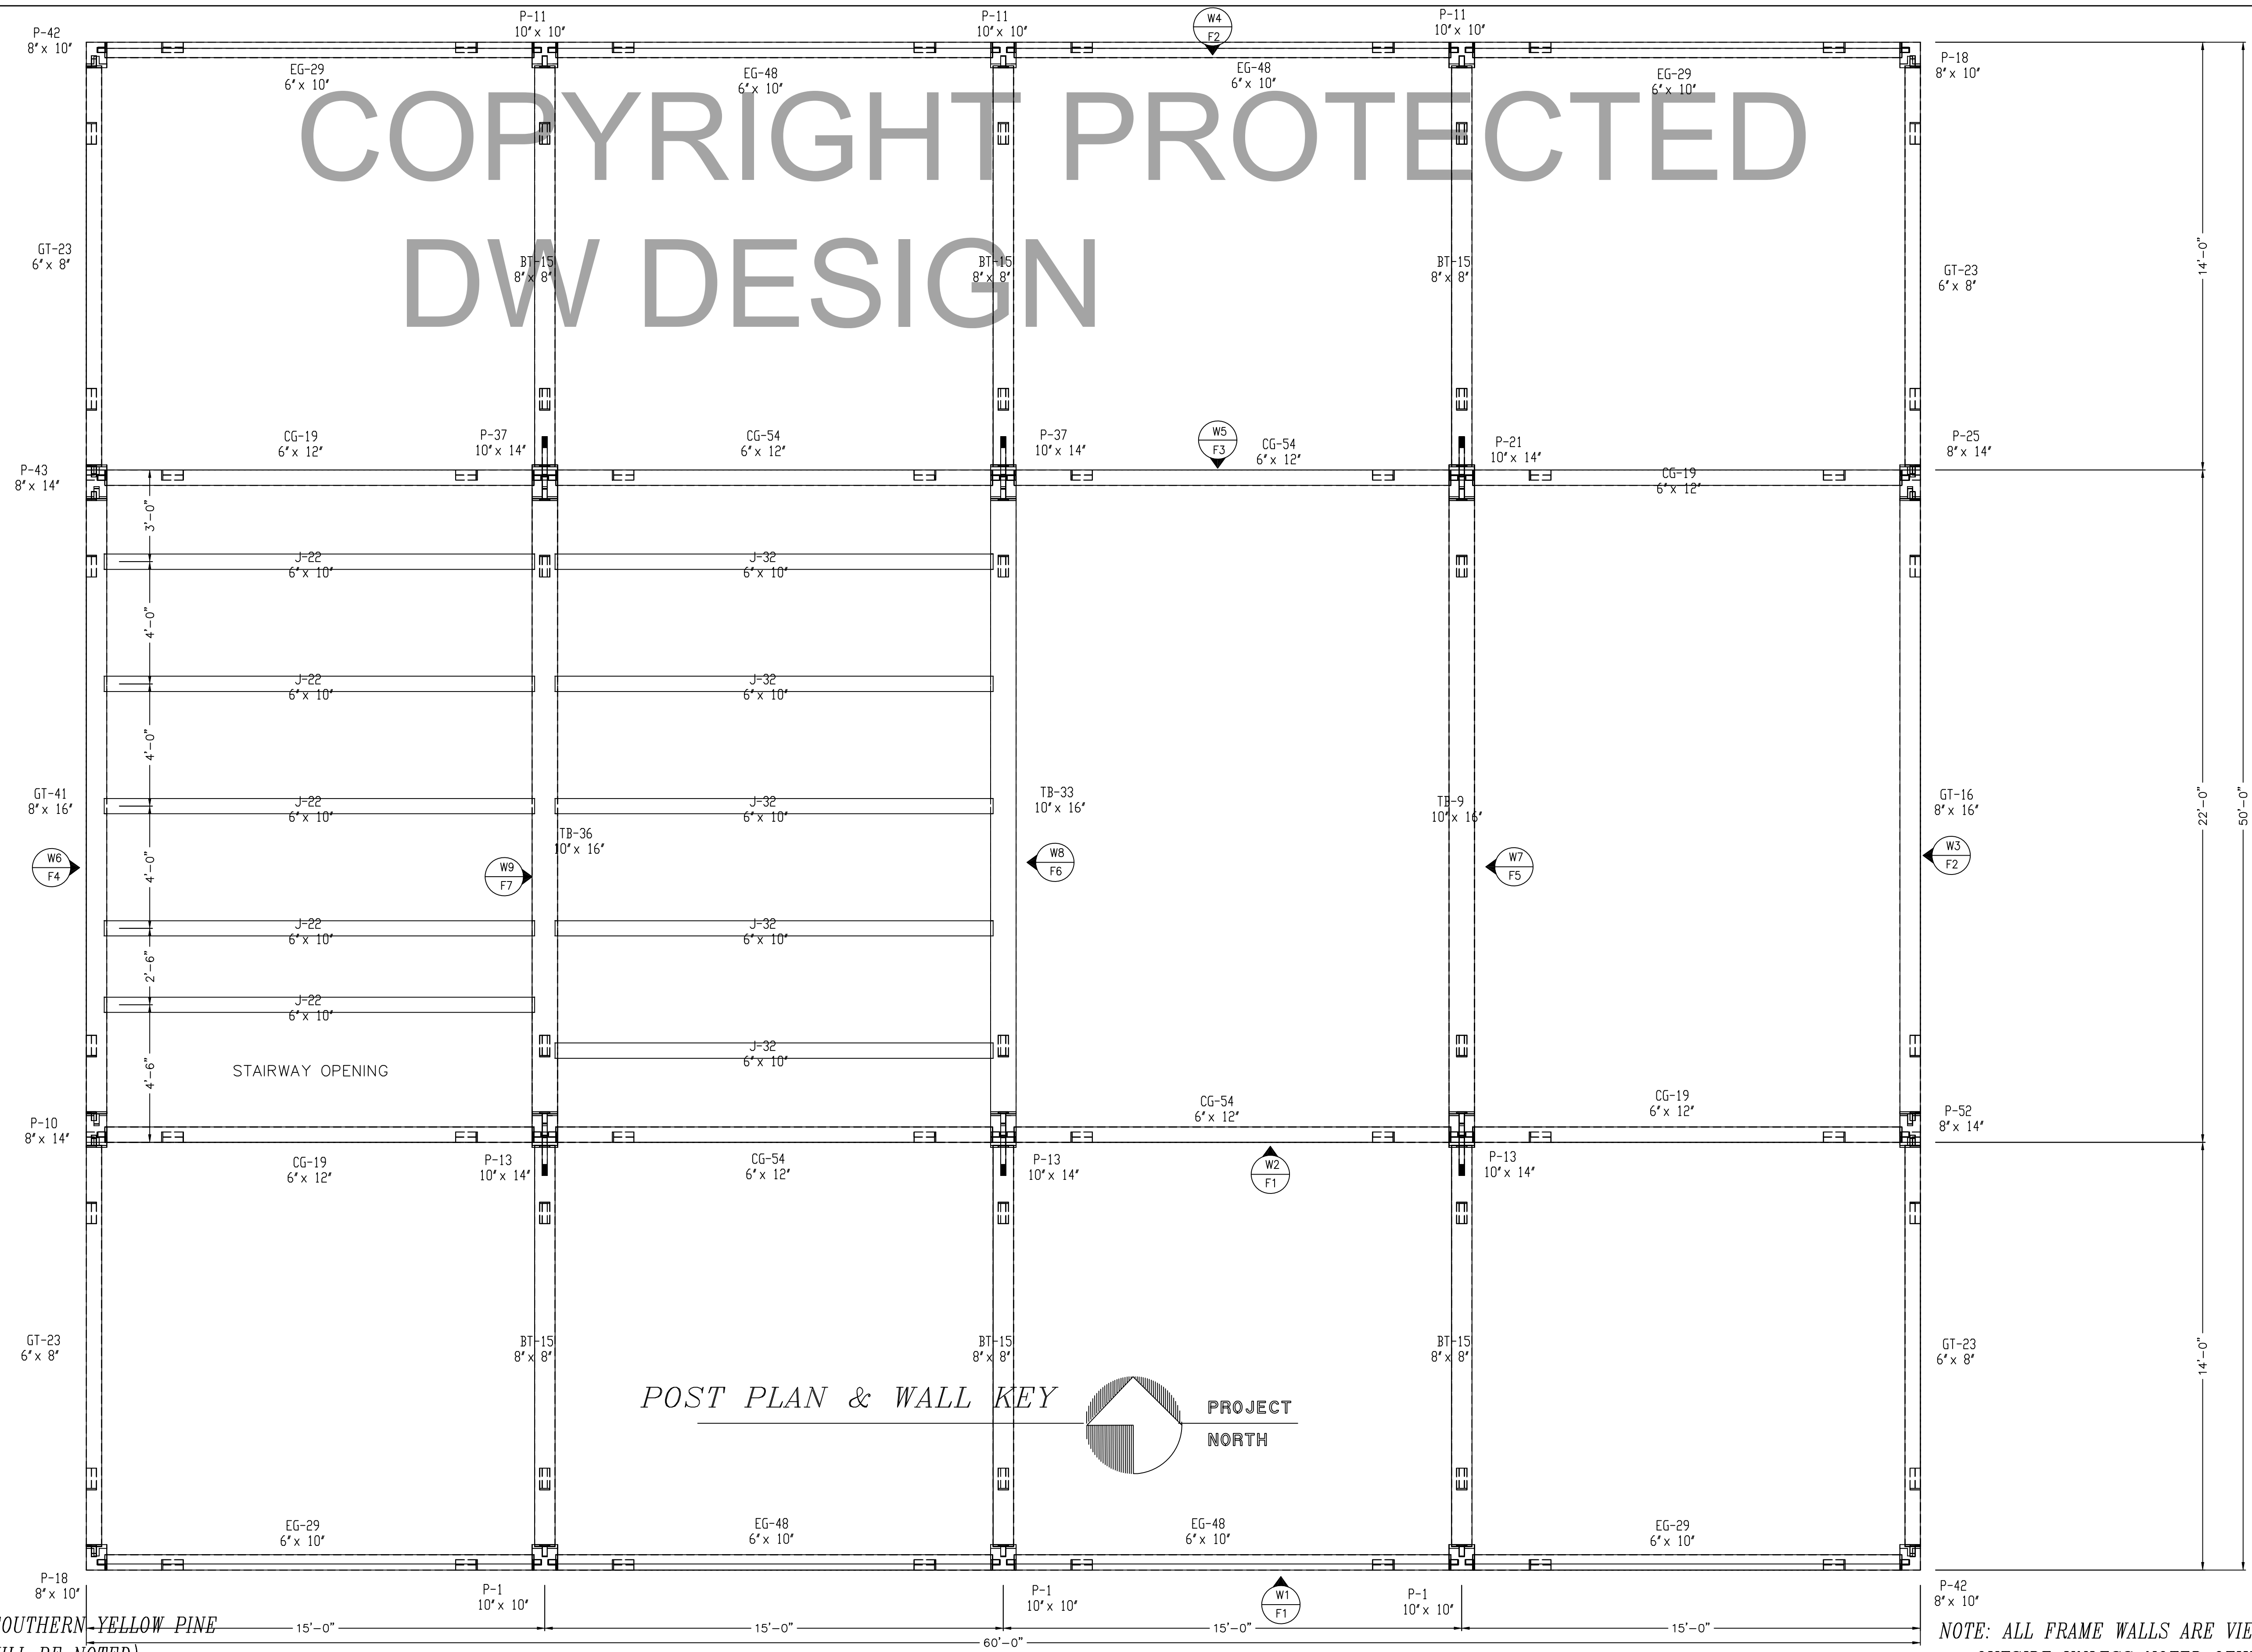 P-11
10" x 10"
P-11
10" x 10"
W4
F2
P-11
10" x 10"
P-42
8" x 10"
P-18
8" x 10"
EG-29
6" x 10"
EG-48
6" x 10"
EG-48
6" x 10"
EG-29
6" x 10"
COPYRIGHT PROTECTED
DW DESIGN
GT-23
6" x 8"
BT-15
8" x 8"
BT-15
8" x 8"
BT-15
8" x 8"
GT-23
6" x 8"
14'-0"
CG-19
6" x 12"
P-37
10" x 14"
CG-54
6" x 12"
P-37
10" x 14"
W5
F3
CG-54
6" x 12"
P-21
10" x 14"
CG-19
6" x 12"
P-25
8" x 14"
P-43
8" x 14"
3'-0"
J-22
6" x 10"
J-32
6" x 10"
4'-0"
J-22
6" x 10"
J-32
6" x 10"
4'-0"
GT-41
8" x 16"
J-22
6" x 10"
J-32
6" x 10"
TB-33
10" x 16"
TB-9
10" x 16"
GT-16
8" x 16"
22'-0"
50'-0"
TB-36
10" x 16"
4'-0"
W6
F4
W9
F7
W8
F6
W7
F5
W3
F2
J-22
6" x 10"
J-32
6" x 10"
2'-6"
J-22
6" x 10"
J-32
6" x 10"
4'-6"
STAIRWAY OPENING
P-10
8" x 14"
CG-54
6" x 12"
CG-19
6" x 12"
P-52
8" x 14"
CG-19
6" x 12"
P-13
10" x 14"
CG-54
6" x 12"
P-13
10" x 14"
W2
F1
P-13
10" x 14"
GT-23
6" x 8"
BT-15
8" x 8"
BT-15
8" x 8"
BT-15
8" x 8"
GT-23
6" x 8"
14'-0"
POST PLAN & WALL KEY
PROJECT
NORTH
EG-29
6" x 10"
EG-48
6" x 10"
EG-48
6" x 10"
EG-29
6" x 10"
P-18
8" x 10"
P-1
10" x 10"
P-1
10" x 10"
W1
F1
P-1
10" x 10"
P-42
8" x 10"
SOUTHERN YELLOW PINE
15'-0"
15'-0"
15'-0"
15'-0"
60'-0"
BE NOTED)
NOTE: ALL FRAME WALLS ARE